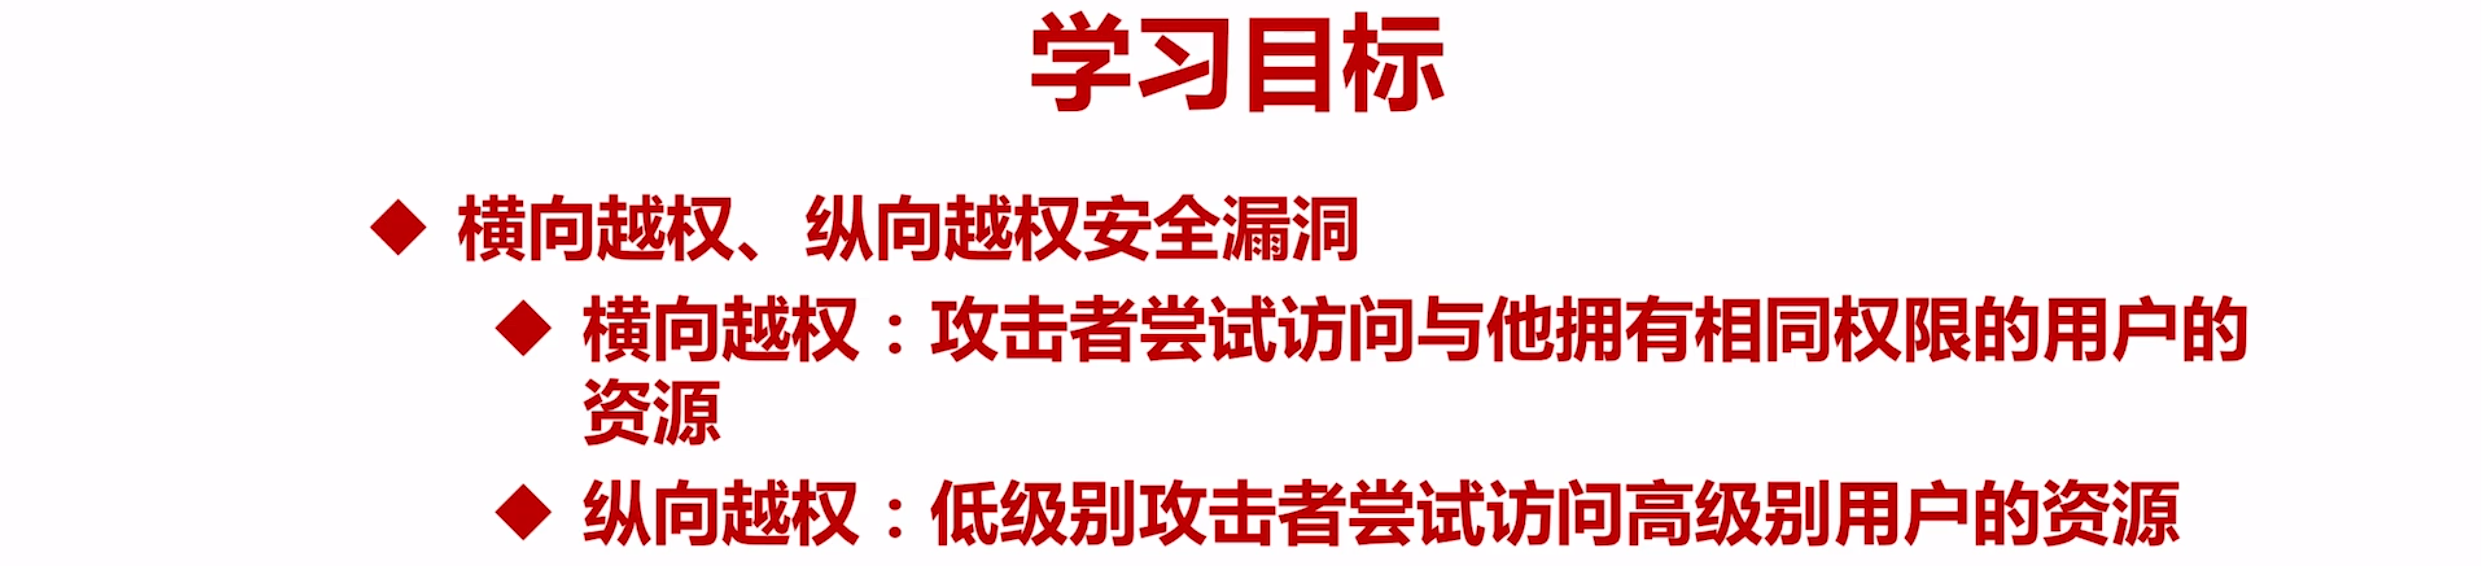 学习目标
◆ 横向越权、纵向越权安全漏洞
◆ 横向越权：攻击者尝试访问与他拥有相同权限的用户的
资源
◆ 纵向越权：低级别攻击者尝试访问高级别用户的资源